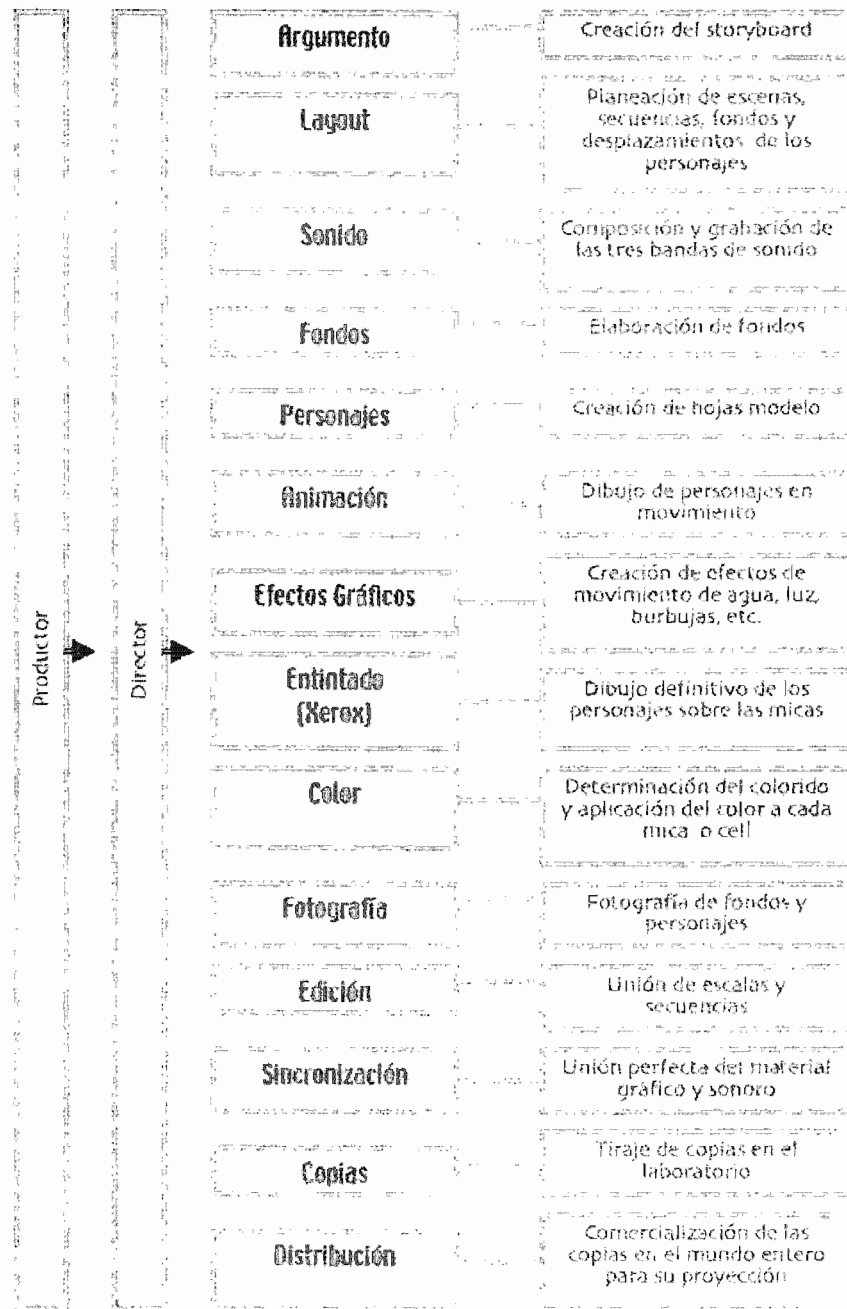 Productor
Director
Argumento
Creación del storyboard
Layout
Planeación de escenas,
secuencias, fondos y
desplazamientos de los
personajes
Sonido
Composición y grabación de
las tres bandas de sonido
Fondos
Elaboración de fondos
Personajes
Creación de hojas modelo
Animación
Dibujo de personajes en
movimiento
Efectos Gráficos
Creación de efectos de
movimiento de agua, luz,
burbujas, etc.
Entintado
(Xerox)
Dibujo definitivo de los
personajes sobre las micas
Color
Determinación del colorido
y aplicación del color a cada
mica o cell
Fotografía
Fotografía de fondos y
personajes
Edición
Unión de escalas y
secuencias
Sincronización
Unión perfecta del material
gráfico y sonoro
Copias
Tiraje de copias en el
laboratorio
Distribución
Comercialización de las
copias en el mundo entero
para su proyección